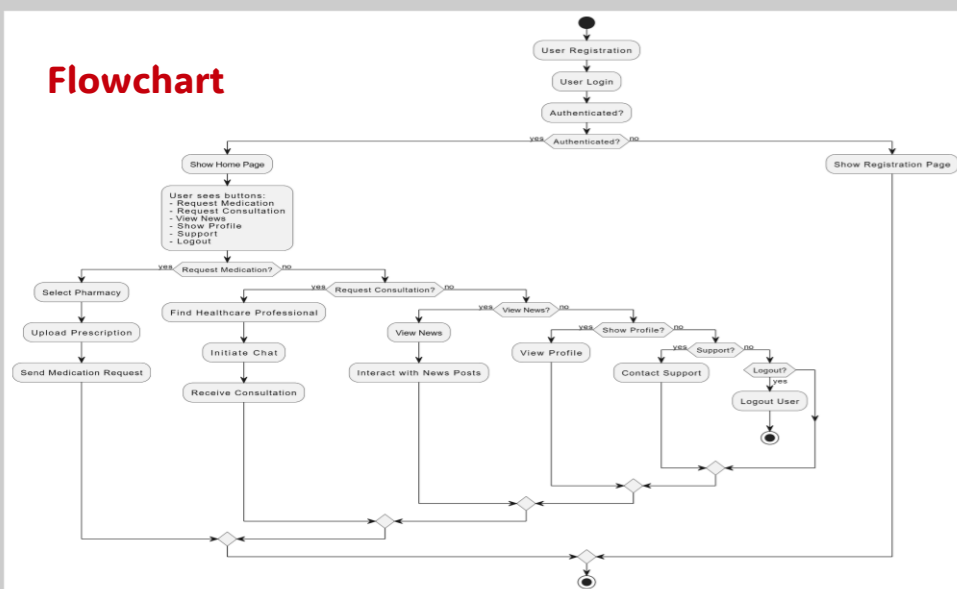 Flowchart
User Registration
User Login
Authenticated?
yes
Authenticated?
no
Show Home Page
Show Registration Page
User sees buttons:
- Request Medication
- Request Consultation
- View News
- Show Profile
- Support
- Logout
yes
Request Medication?
no
Select Pharmacy
yes
Request Consultation?
no
Upload Prescription
Find Healthcare Professional
yes
View News?
no
Send Medication Request
Initiate Chat
View News
yes
Show Profile?
no
Receive Consultation
Interact with News Posts
View Profile
yes
Support?
no
Contact Support
Logout?
yes
Logout User